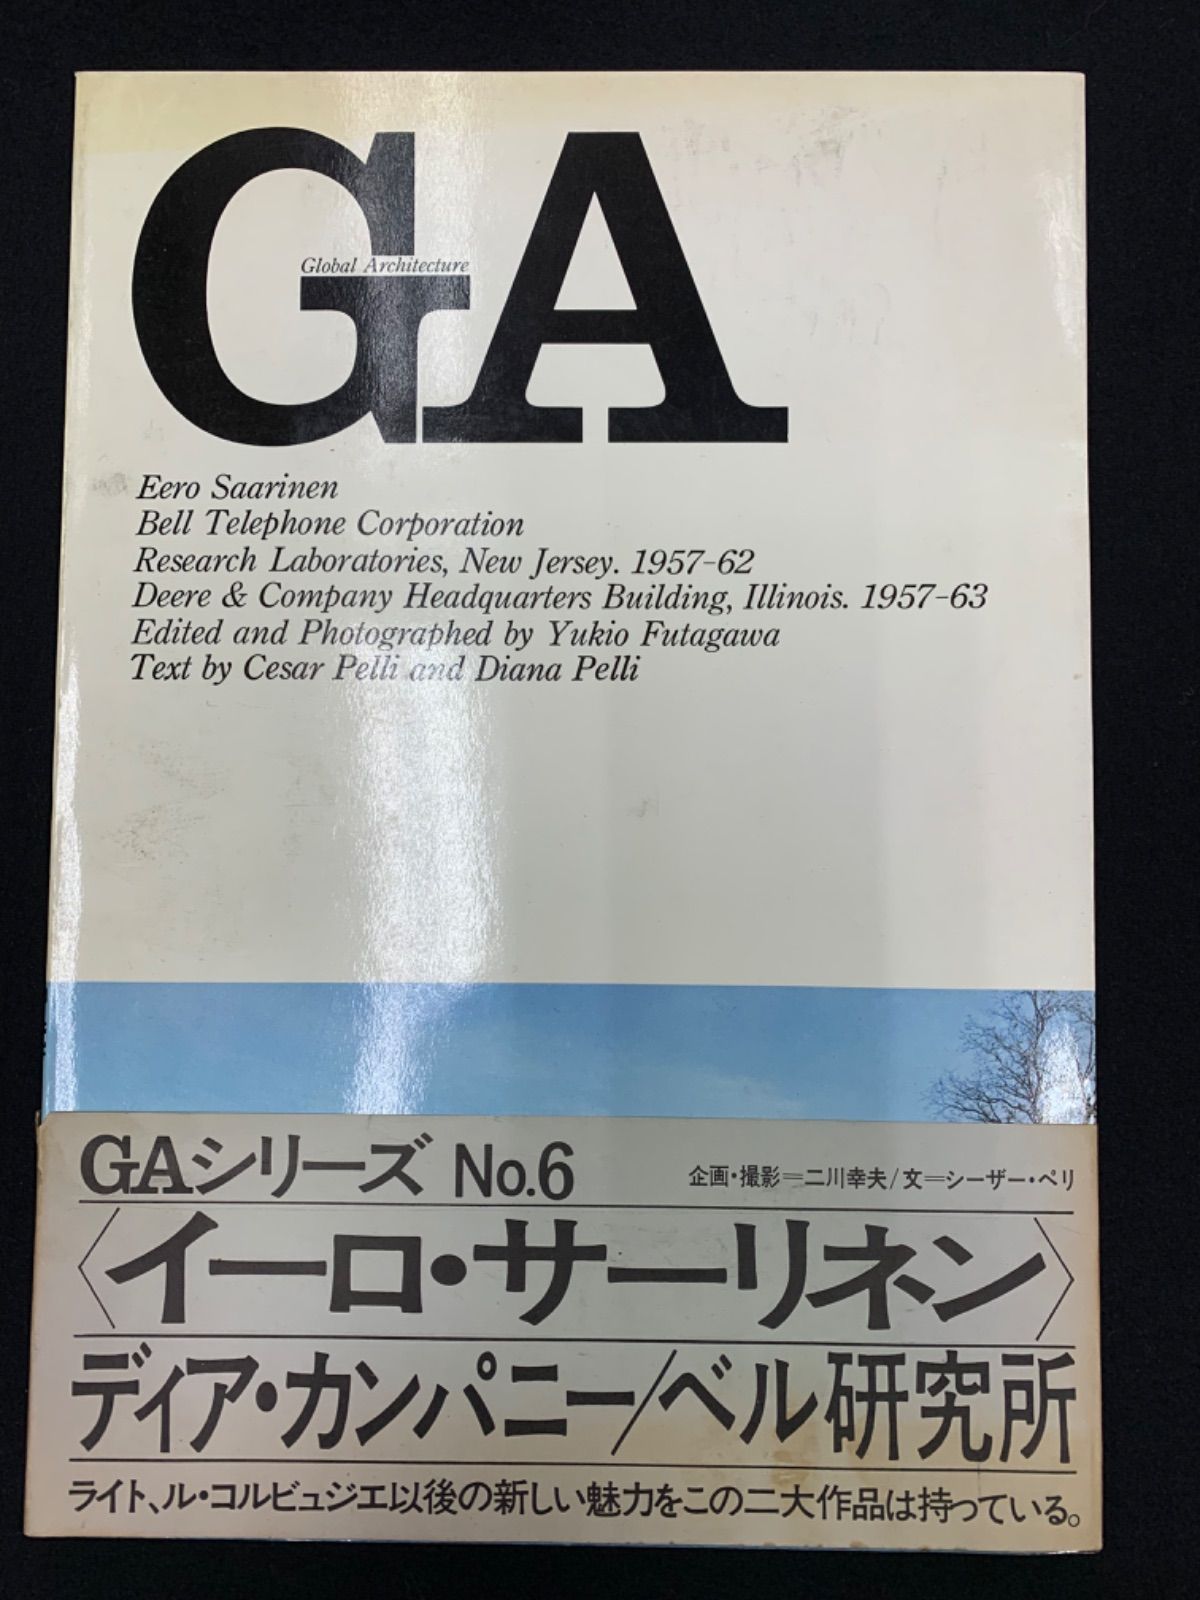 GA
Global Architecture
Eero Saarinen
Bell Telephone Corporation
Research Laboratories, New Jersey. 1957-62
Deere & Company Headquarters Building, Illinois. 1957-63
Edited and Photographed by Yukio Futagawa
Text by Cesar Pelli and Diana Pelli
GAシリーズ No.6
企画・撮影＝二川幸夫/文＝シーザー・ペリ
〈イーロ・サーリネン〉
ディア・カンパニー/ベル研究所
ライト、ル・コルビュジエ以後の新しい魅力をこの二大作品は持っている。